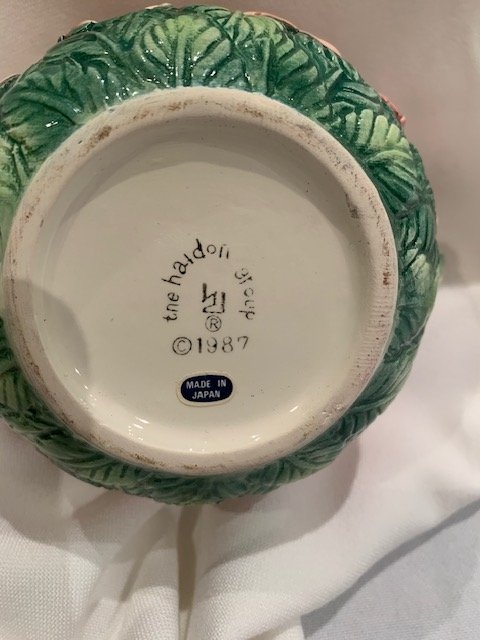 the haldon group
®
©1987
MADE IN
JAPAN